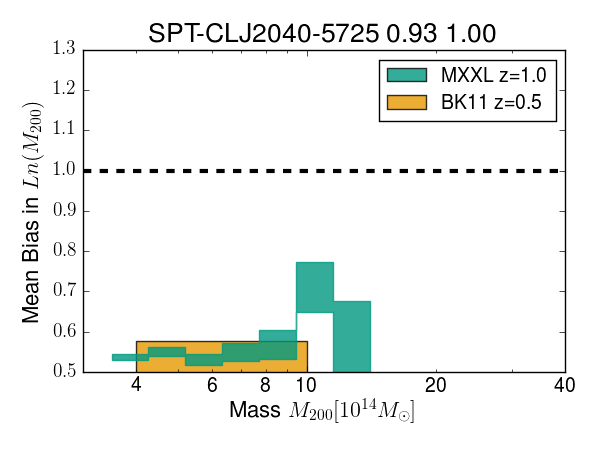 SPT-CLJ2040-5725 0.93 1.00
1.3
1.2
1.1
1.0
0.9
0.8
0.7
0.6
0.5
Mean Bias in Ln(M₂₀₀)
MXXL z=1.0
BK11 z=0.5
4 6 8 10 20 40
Mass M₂₀₀[10¹⁴M⊙]